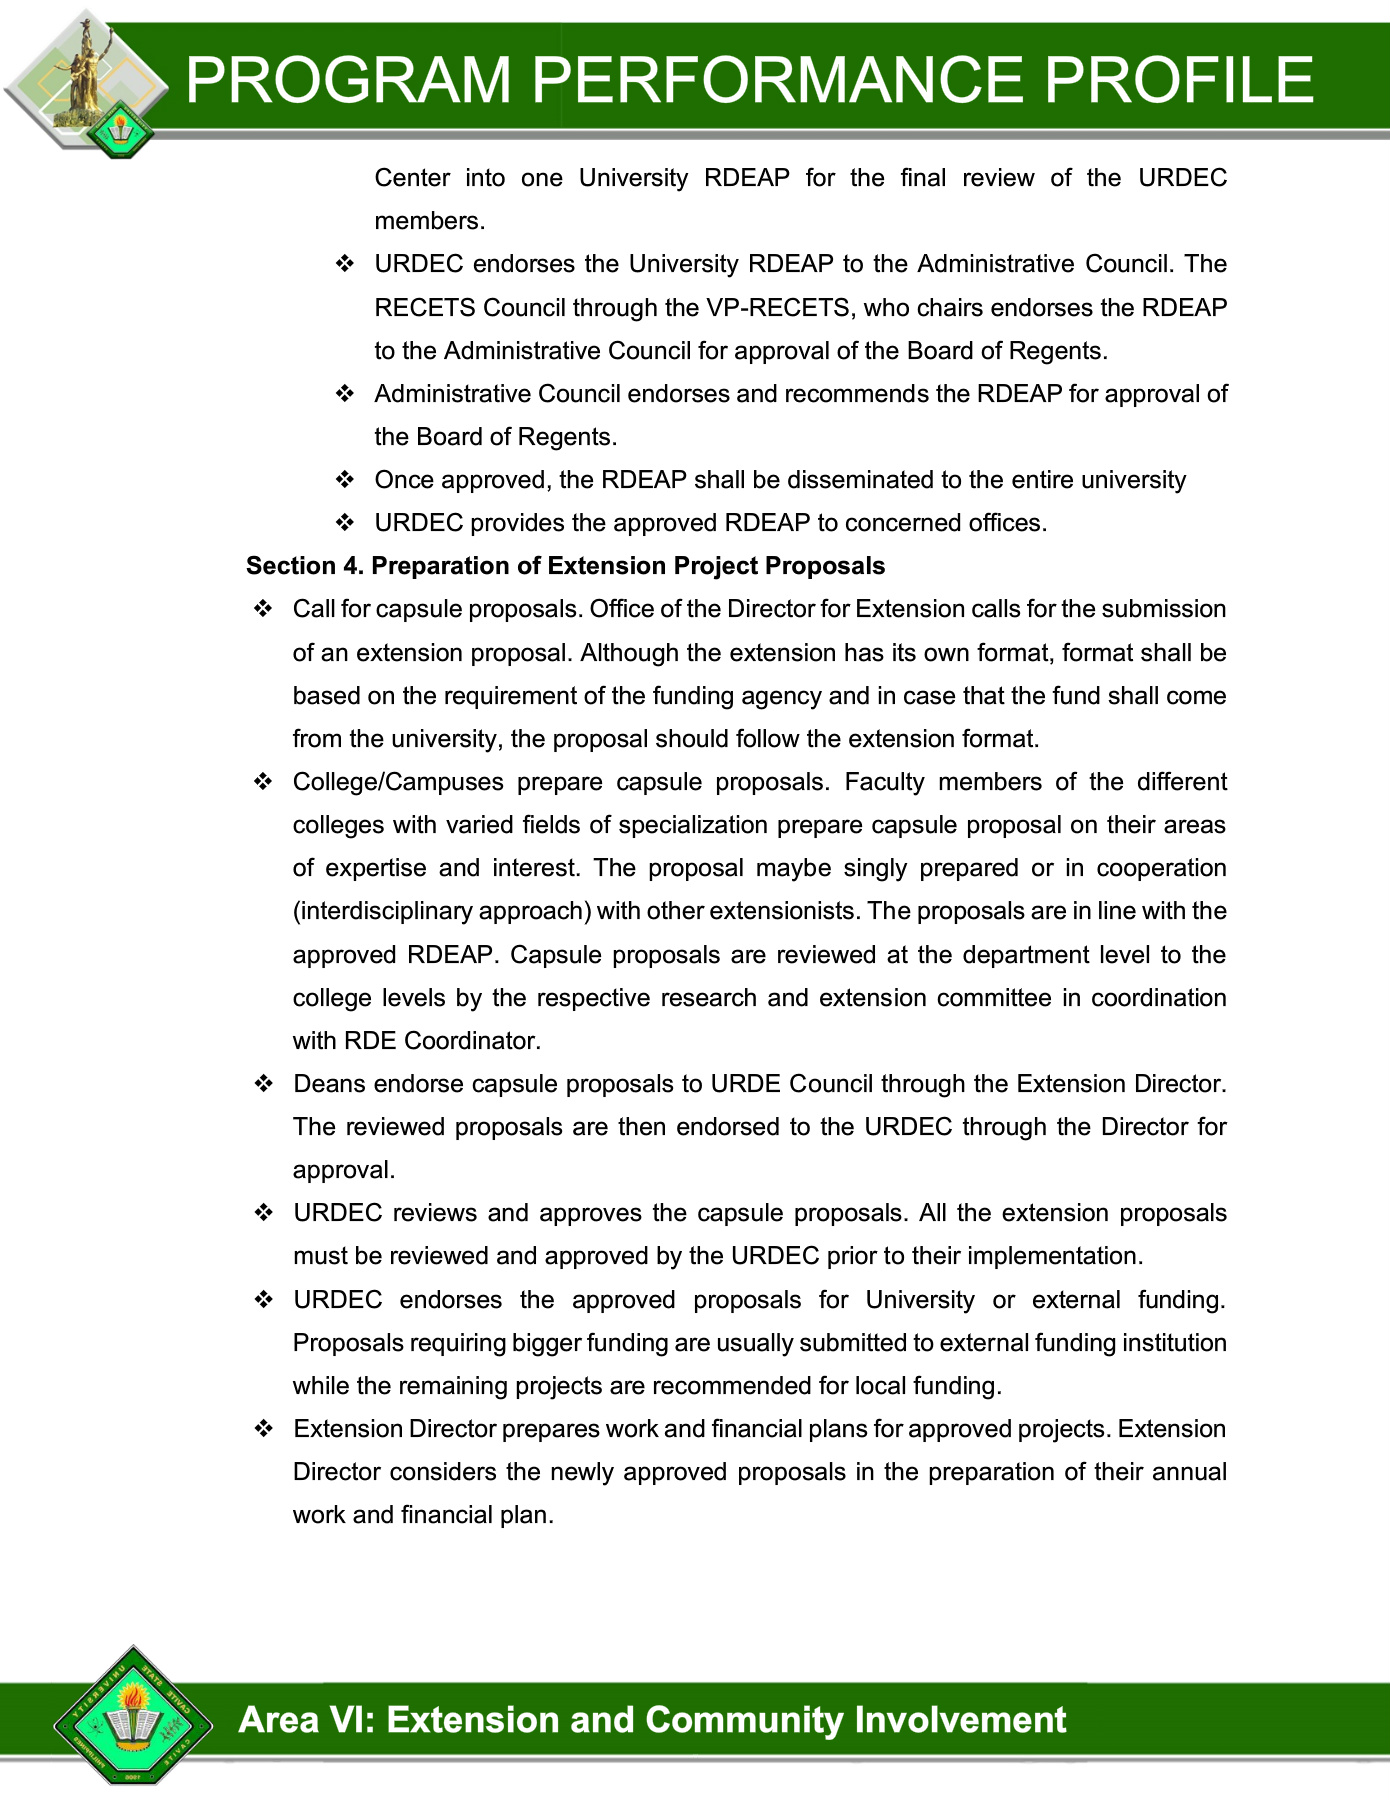 PROGRAM PERFORMANCE PROFILE
Center into one University RDEAP for the final review of the URDEC
members.
❖ URDEC endorses the University RDEAP to the Administrative Council. The
RECETS Council through the VP-RECETS, who chairs endorses the RDEAP
to the Administrative Council for approval of the Board of Regents.
❖ Administrative Council endorses and recommends the RDEAP for approval of
the Board of Regents.
❖ Once approved, the RDEAP shall be disseminated to the entire university
❖ URDEC provides the approved RDEAP to concerned offices.
Section 4. Preparation of Extension Project Proposals
❖ Call for capsule proposals. Office of the Director for Extension calls for the submission
of an extension proposal. Although the extension has its own format, format shall be
based on the requirement of the funding agency and in case that the fund shall come
from the university, the proposal should follow the extension format.
❖ College/Campuses prepare capsule proposals. Faculty members of the different
colleges with varied fields of specialization prepare capsule proposal on their areas
of expertise and interest. The proposal maybe singly prepared or in cooperation
(interdisciplinary approach) with other extensionists. The proposals are in line with the
approved RDEAP. Capsule proposals are reviewed at the department level to the
college levels by the respective research and extension committee in coordination
with RDE Coordinator.
❖ Deans endorse capsule proposals to URDE Council through the Extension Director.
The reviewed proposals are then endorsed to the URDEC through the Director for
approval.
❖ URDEC reviews and approves the capsule proposals. All the extension proposals
must be reviewed and approved by the URDEC prior to their implementation.
❖ URDEC endorses the approved proposals for University or external funding.
Proposals requiring bigger funding are usually submitted to external funding institution
while the remaining projects are recommended for local funding.
❖ Extension Director prepares work and financial plans for approved projects. Extension
Director considers the newly approved proposals in the preparation of their annual
work and financial plan.
CAVITE STATE UNIVERSITY
CAVITE PHILIPPINES
Area VI: Extension and Community Involvement